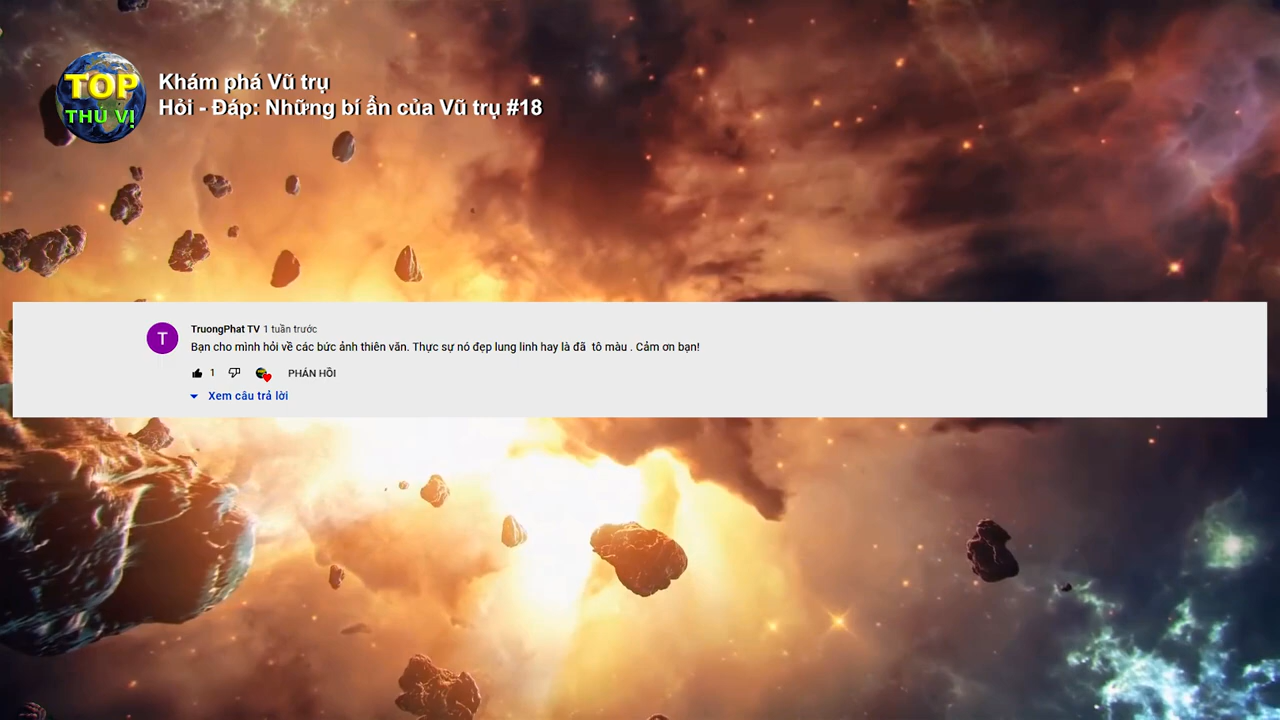 TOP
THÚ VỊ
Khám phá Vũ trụ
Hỏi - Đáp: Những bí ẩn của Vũ trụ #18
T
TruongPhat TV 1 tuần trước
Bạn cho mình hỏi về các bức ảnh thiên văn. Thực sự nó đẹp lung linh hay là đã  tô màu . Cảm ơn bạn!
1
PHẢN HỒI
Xem câu trả lời